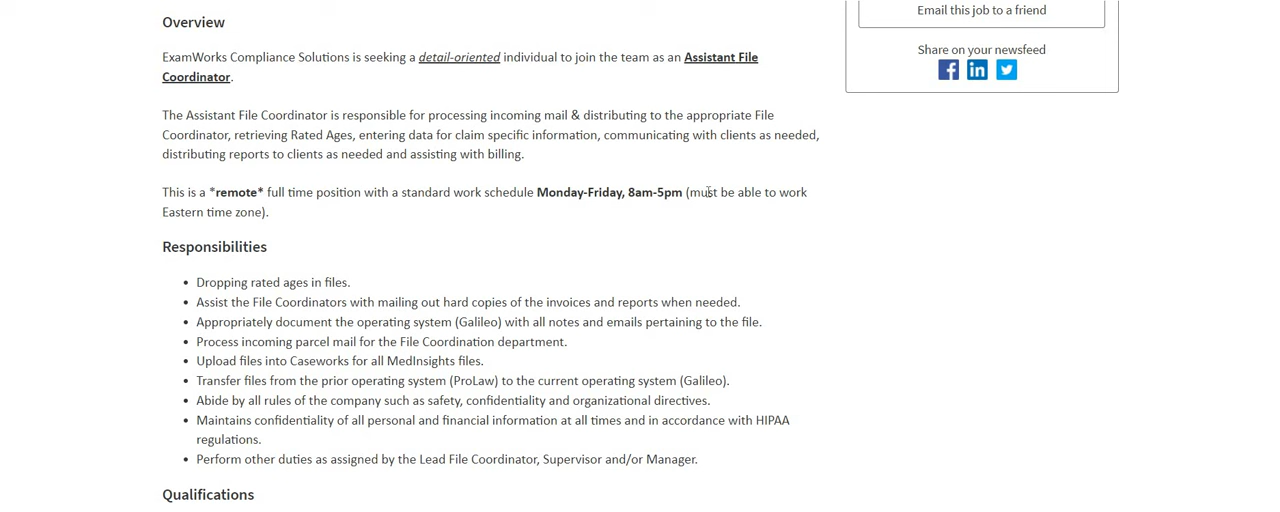 Overview
ExamWorks Compliance Solutions is seeking a detail-oriented individual to join the team as an Assistant File
Coordinator.
The Assistant File Coordinator is responsible for processing incoming mail & distributing to the appropriate File
Coordinator, retrieving Rated Ages, entering data for claim specific information, communicating with clients as needed,
distributing reports to clients as needed and assisting with billing.
This is a *remote* full time position with a standard work schedule Monday-Friday, 8am-5pm (must be able to work
Eastern time zone).
Responsibilities
• Dropping rated ages in files.
• Assist the File Coordinators with mailing out hard copies of the invoices and reports when needed.
• Appropriately document the operating system (Galileo) with all notes and emails pertaining to the file.
• Process incoming parcel mail for the File Coordination department.
• Upload files into Caseworks for all MedInsights files.
• Transfer files from the prior operating system (ProLaw) to the current operating system (Galileo).
• Abide by all rules of the company such as safety, confidentiality and organizational directives.
• Maintains confidentiality of all personal and financial information at all times and in accordance with HIPAA
regulations.
• Perform other duties as assigned by the Lead File Coordinator, Supervisor and/or Manager.
Qualifications
Email this job to a friend
Share on your newsfeed